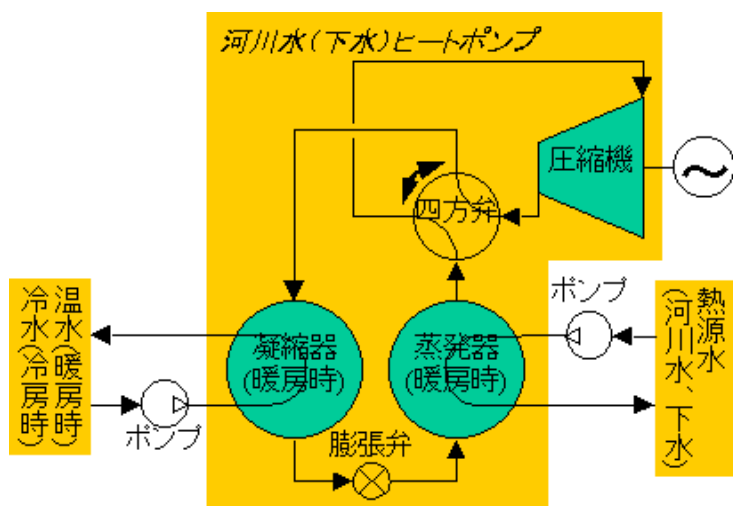 河川水(下水)ヒートポンプ
圧縮機
四方弁
ポンプ
熱源水
(河川水、下水)
温水(暖房時)
冷水(冷房時)
凝縮器
(暖房時)
蒸発器
(暖房時)
ポンプ
膨張弁